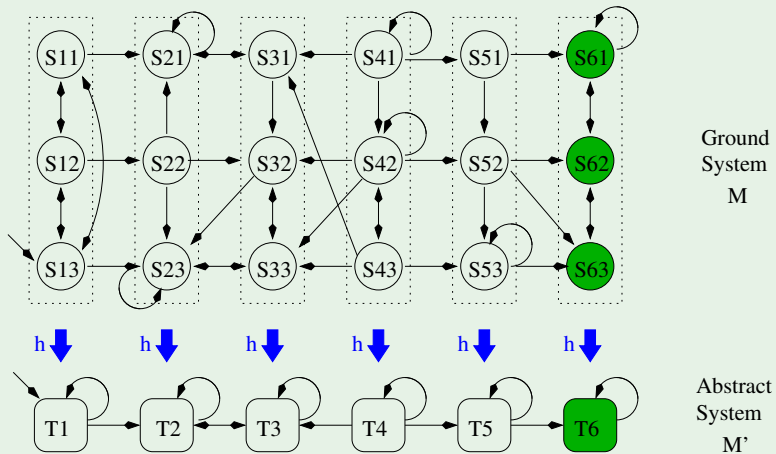 S11 S21 S31 S41 S51 S61
S12 S22 S32 S42 S52 S62
Ground
System
M
S13 S23 S33 S43 S53 S63
h h h h h h
T1 T2 T3 T4 T5 T6
Abstract
System
M'